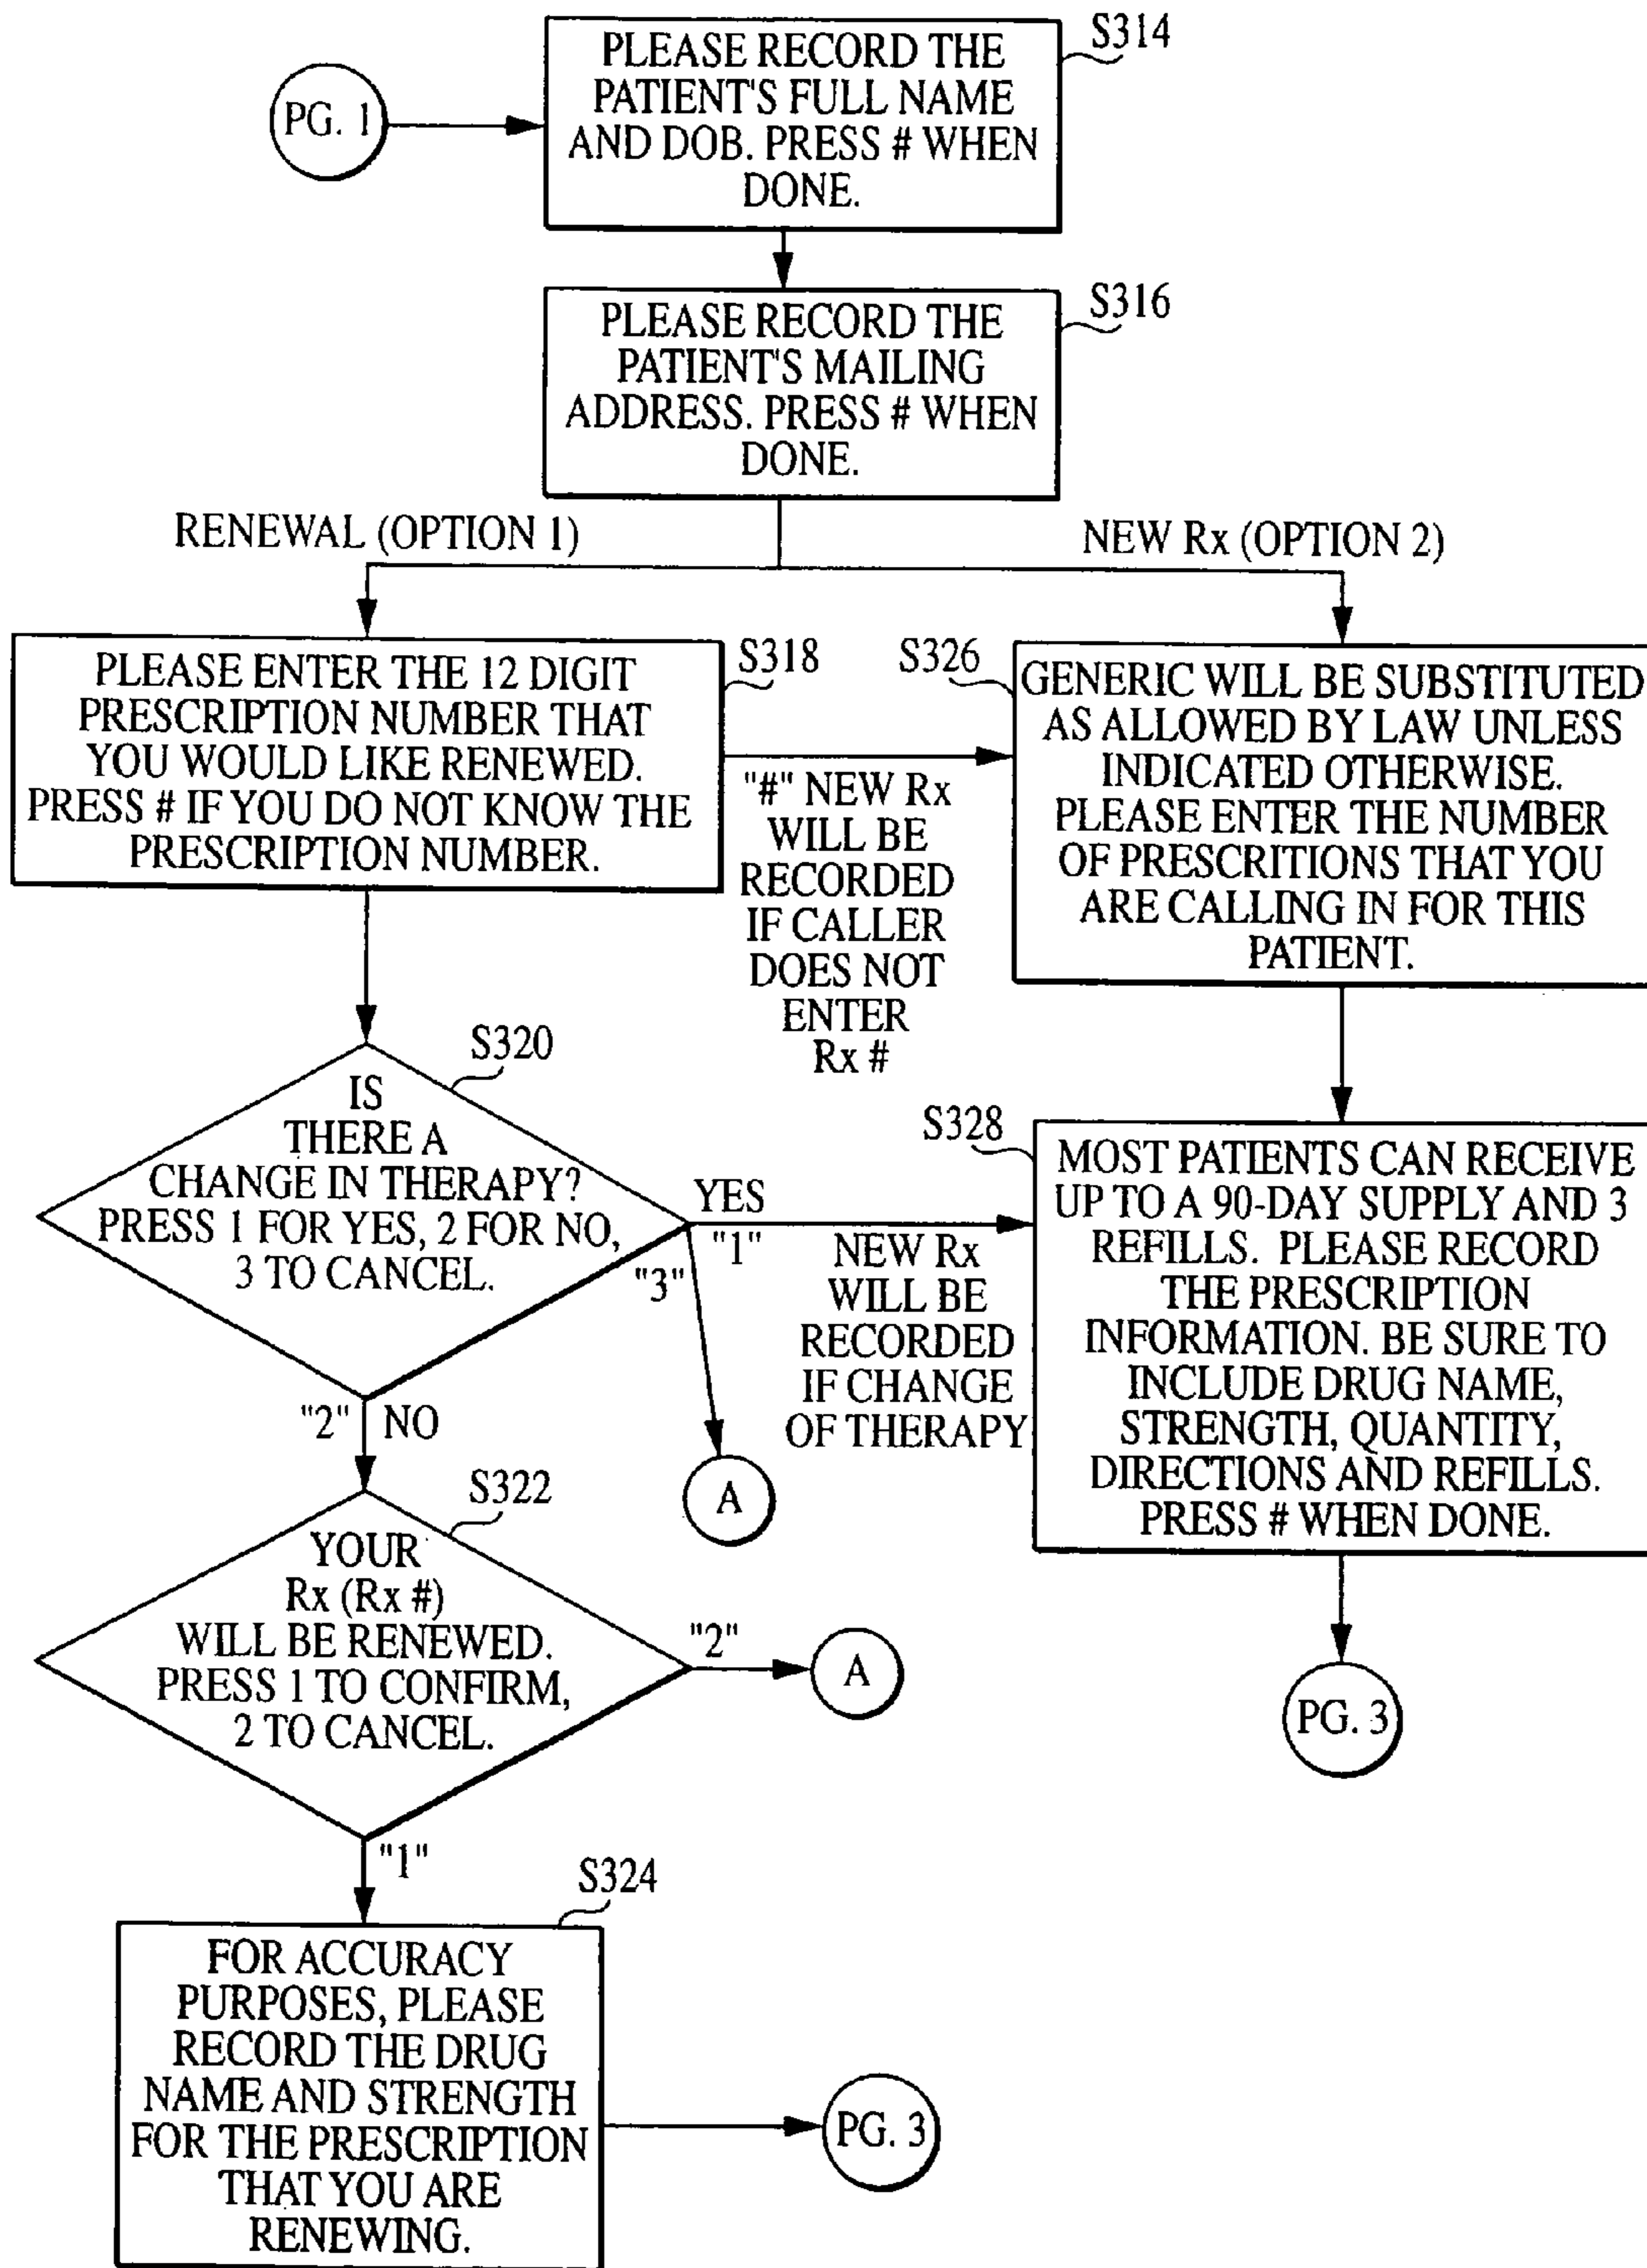 S314
PLEASE RECORD THE
PATIENT'S FULL NAME
AND DOB. PRESS # WHEN
DONE.
PG. 1
S316
PLEASE RECORD THE
PATIENT'S MAILING
ADDRESS. PRESS # WHEN
DONE.
RENEWAL (OPTION 1)
NEW Rx (OPTION 2)
S318
PLEASE ENTER THE 12 DIGIT
PRESCRIPTION NUMBER THAT
YOU WOULD LIKE RENEWED.
PRESS # IF YOU DO NOT KNOW THE
PRESCRIPTION NUMBER.
"#" NEW Rx
WILL BE
RECORDED
IF CALLER
DOES NOT
ENTER
Rx #
S326
GENERIC WILL BE SUBSTITUTED
AS ALLOWED BY LAW UNLESS
INDICATED OTHERWISE.
PLEASE ENTER THE NUMBER
OF PRESCRITIONS THAT YOU
ARE CALLING IN FOR THIS
PATIENT.
S320
IS
THERE A
CHANGE IN THERAPY?
PRESS 1 FOR YES, 2 FOR NO,
3 TO CANCEL.
YES
"1"
"3"
NEW Rx
WILL BE
RECORDED
IF CHANGE
OF THERAPY
A
"2" NO
S328
MOST PATIENTS CAN RECEIVE
UP TO A 90-DAY SUPPLY AND 3
REFILLS. PLEASE RECORD
THE PRESCRIPTION
INFORMATION. BE SURE TO
INCLUDE DRUG NAME,
STRENGTH, QUANTITY,
DIRECTIONS AND REFILLS.
PRESS # WHEN DONE.
PG. 3
S322
YOUR
Rx (Rx #)
WILL BE RENEWED.
PRESS 1 TO CONFIRM,
2 TO CANCEL.
"2"
A
"1"
S324
FOR ACCURACY
PURPOSES, PLEASE
RECORD THE DRUG
NAME AND STRENGTH
FOR THE PRESCRIPTION
THAT YOU ARE
RENEWING.
PG. 3